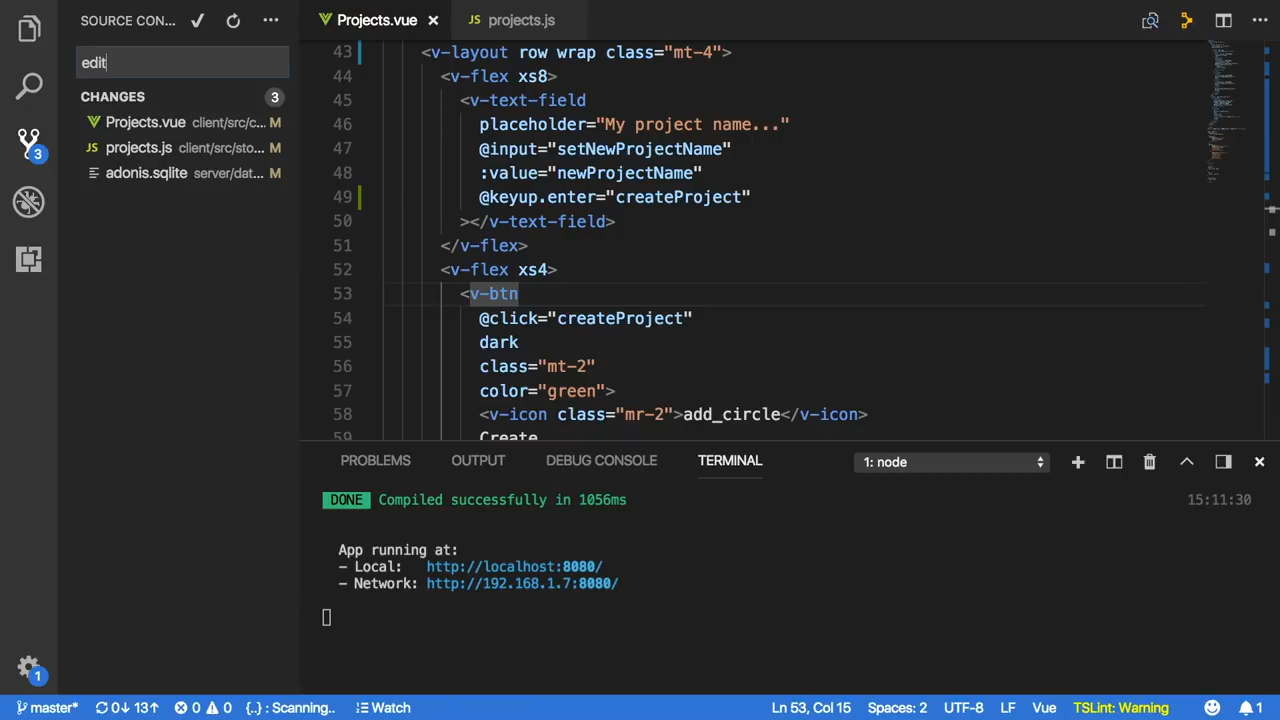 SOURCE CON...
edit
CHANGES 3
Projects.vue client/src/c... M
JS projects.js client/src/sto... M
adonis.sqlite server/dat... M
3
1
Projects.vue
JS projects.js
43 <v-layout row wrap class="mt-4">
44 <v-flex xs8>
45 <v-text-field
46 placeholder="My project name..."
47 @input="setNewProjectName"
48 :value="newProjectName"
49 @keyup.enter="createProject"
50 ></v-text-field>
51 </v-flex>
52 <v-flex xs4>
53 <v-btn
54 @click="createProject"
55 dark
56 class="mt-2"
57 color="green">
58 <v-icon class="mr-2">add_circle</v-icon>
59 Create
PROBLEMS OUTPUT DEBUG CONSOLE TERMINAL 1: node
DONE Compiled successfully in 1056ms 15:11:30
App running at:
- Local: http://localhost:8080/
- Network: http://192.168.1.7:8080/
master* 0↓ 13↑ 0 0 {..} : Scanning.. Watch Ln 53, Col 15 Spaces: 2 UTF-8 LF Vue TSLint: Warning 1